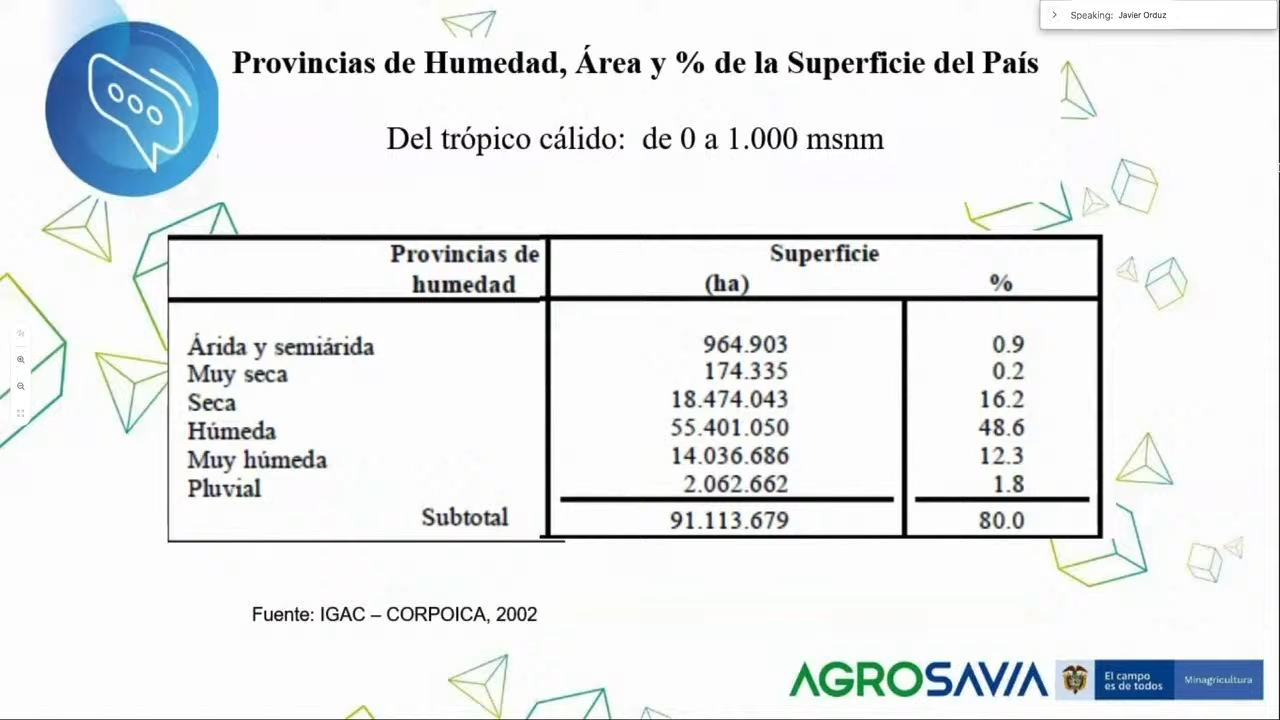 Speaking: Javier Orduz
Provincias de Humedad, Área y % de la Superficie del País
Del trópico cálido: de 0 a 1.000 msnm
Provincias de humedad Superficie (ha) %
Árida y semiárida 964.903 0.9
Muy seca 174.335 0.2
Seca 18.474.043 16.2
Húmeda 55.401.050 48.6
Muy húmeda 14.036.686 12.3
Pluvial 2.062.662 1.8
Subtotal 91.113.679 80.0
Fuente: IGAC – CORPOICA, 2002
AGROSAVIA
El campo
es de todos
Minagricultura